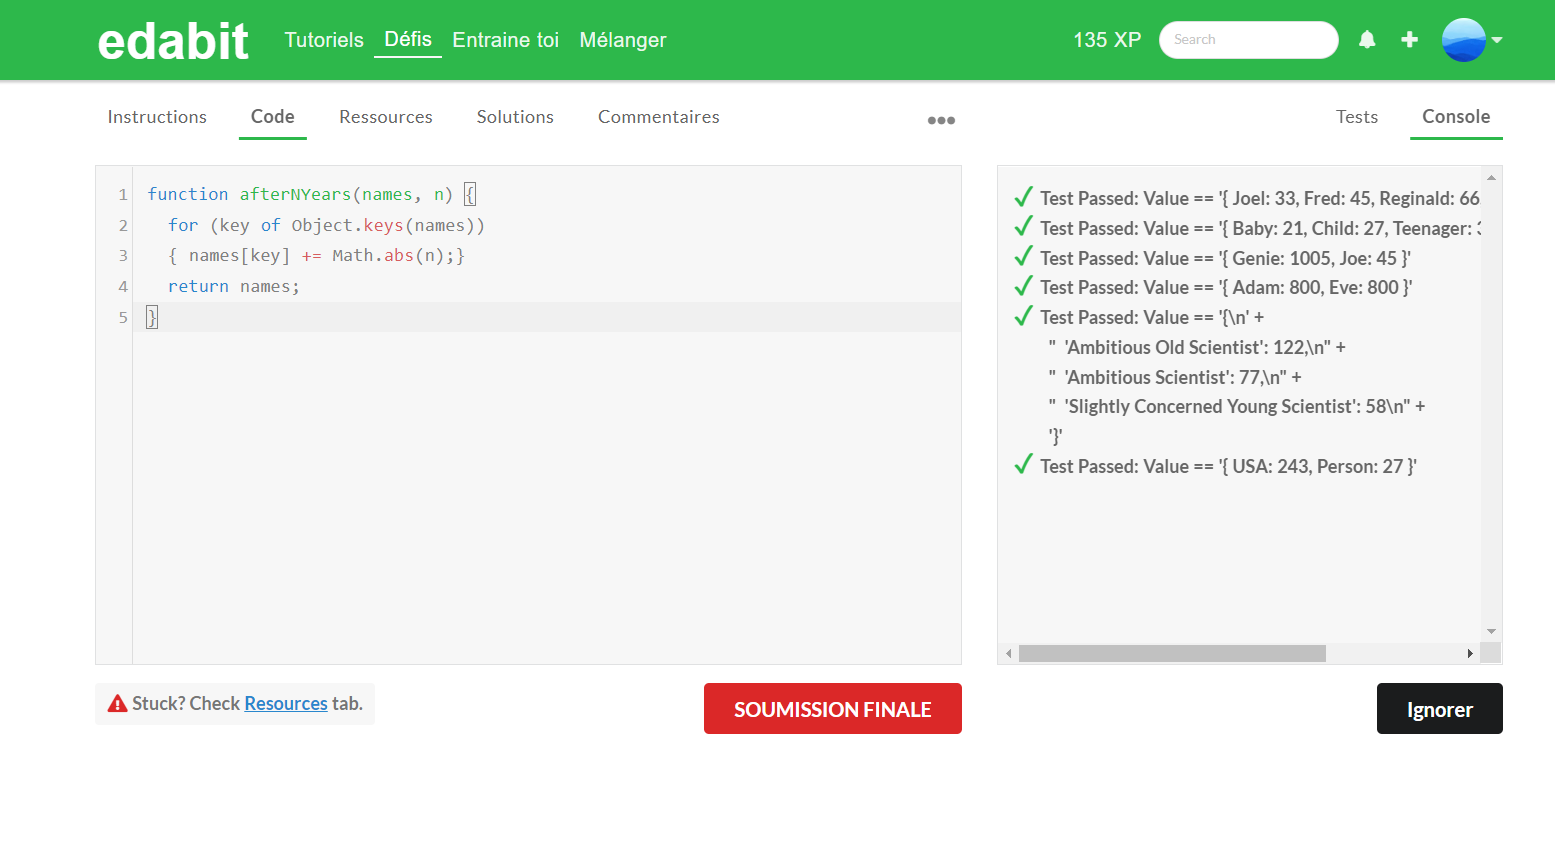 edabit Tutoriels Défis Entraine toi Mélanger 135 XP Search
Instructions Code Ressources Solutions Commentaires Tests Console
1 function afterNYears(names, n) {
2 for (key of Object.keys(names))
3 { names[key] += Math.abs(n);}
4 return names;
5 }
Test Passed: Value == '{ Joel: 33, Fred: 45, Reginald: 66
Test Passed: Value == '{ Baby: 21, Child: 27, Teenager:
Test Passed: Value == '{ Genie: 1005, Joe: 45 }'
Test Passed: Value == '{ Adam: 800, Eve: 800 }'
Test Passed: Value == '{\n' +
" 'Ambitious Old Scientist': 122,\n" +
" 'Ambitious Scientist': 77,\n" +
" 'Slightly Concerned Young Scientist': 58\n" +
'}'
Test Passed: Value == '{ USA: 243, Person: 27 }'
Stuck? Check Resources tab.
SOUMISSION FINALE
Ignorer